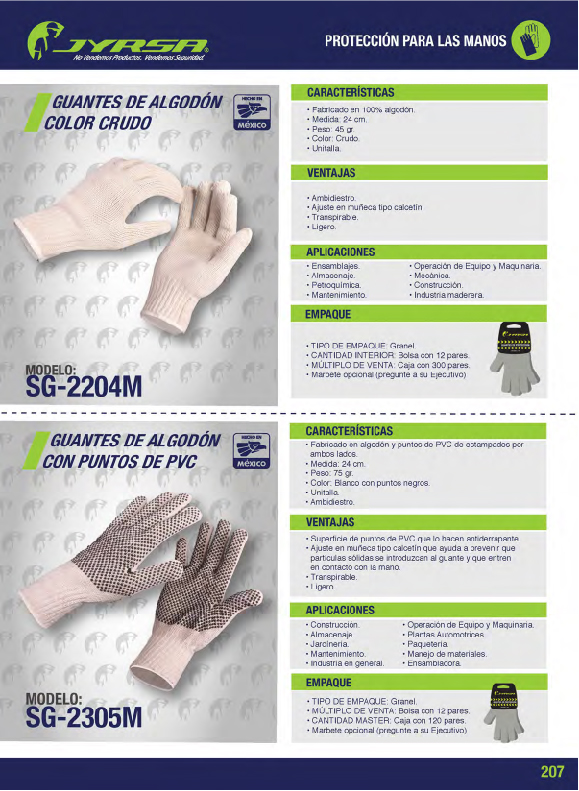 JYRSA®
No Vendemos Productos. Vendemos Seguridad.
PROTECCIÓN PARA LAS MANOS
GUANTES DE ALGODÓN
COLOR CRUDO
HECHO EN
MÉXICO
MODELO:
SG-2204M
CARACTERÍSTICAS
• Fabricado en 100% algodón.
• Medida: 24 cm.
• Peso: 45 gr.
• Color: Crudo.
• Unitalla.
VENTAJAS
• Ambidiestro.
• Ajuste en muñeca tipo calcetín
• Transpirable.
• Ligero.
APLICACIONES
• Ensamblajes.
• Almacenaje.
• Petroquímica.
• Mantenimiento.
• Operación de Equipo y Maquinaria.
• Mecánica.
• Construcción.
• Industria maderera.
EMPAQUE
• TIPO DE EMPAQUE: Granel.
• CANTIDAD INTERIOR: Bolsa con 12 pares.
• MÚLTIPLO DE VENTA: Caja con 300 pares.
• Marbete opcional (pregunte a su Ejecutivo)
GUANTES DE ALGODÓN
CON PUNTOS DE PVC
HECHO EN
MÉXICO
MODELO:
SG-2305M
CARACTERÍSTICAS
• Fabricado en algodón y puntos de PVC de estampados por
ambos lados.
• Medida: 24 cm.
• Peso: 75 gr.
• Color: Blanco con puntos negros.
• Unitalla.
• Ambidiestro.
VENTAJAS
• Superficie de puntos de PVC que lo hacen antiderrapante.
• Ajuste en muñeca tipo calcetín que ayuda a prevenir que
partículas sólidas se introduzcan al guante y que entren
en contacto con la mano.
• Transpirable.
• Ligero.
APLICACIONES
• Construcción.
• Almacenaje.
• Jardinería.
• Mantenimiento.
• Industria en general.
• Operación de Equipo y Maquinaria.
• Plantas Automotrices.
• Paquetería.
• Manejo de materiales.
• Ensambladora.
EMPAQUE
• TIPO DE EMPAQUE: Granel.
• MÚLTIPLO DE VENTA: Bolsa con 12 pares.
• CANTIDAD MASTER: Caja con 120 pares.
• Marbete opcional (pregunte a su Ejecutivo)
207